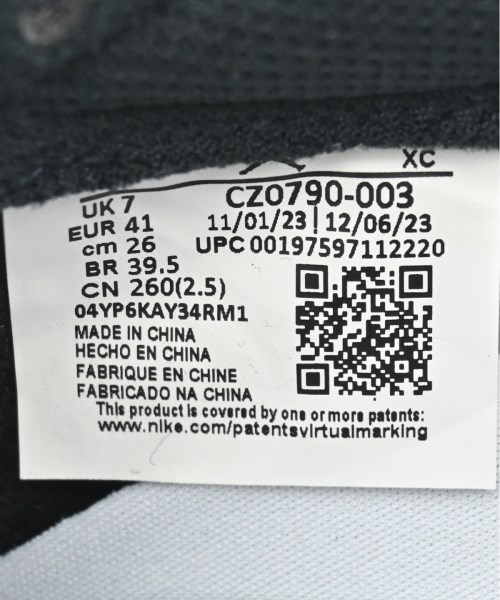 XC
UK 7
EUR 41
cm 26
BR 39.5
CN 260(2.5)
04YP6KAY34RM1
CZ0790-003
11/01/23|12/06/23
UPC 00197597112220
MADE IN CHINA
HECHO EN CHINA
FABRIQUE EN CHINE
FABRICADO NA CHINA
This product is covered by one or more patents:
www.nike.com/patentsvirtualmarking